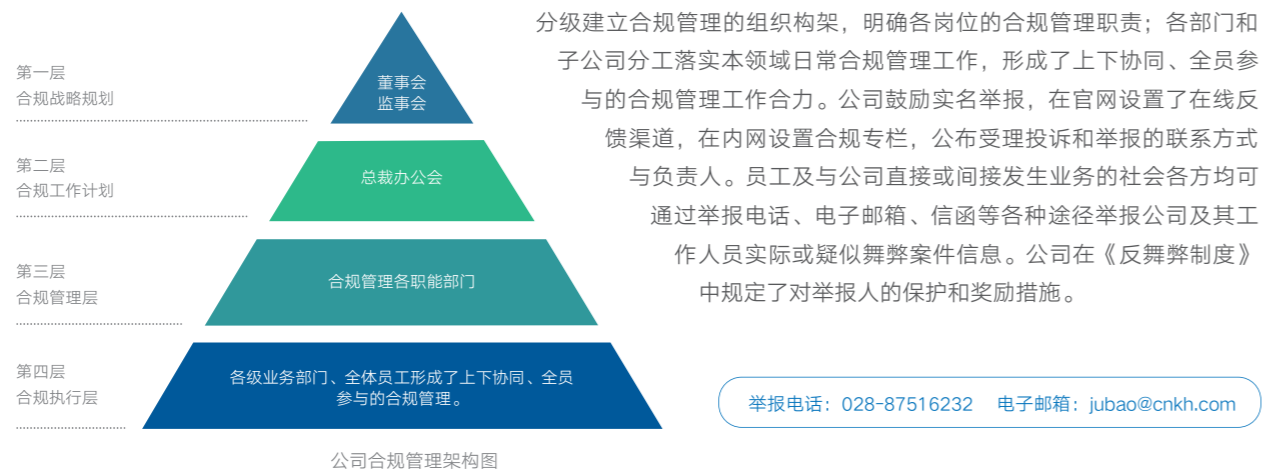 第一层
合规战略规划
董事会
监事会
第二层
合规工作计划
总裁办公会
第三层
合规管理层
合规管理各职能部门
第四层
合规执行层
各级业务部门、全体员工形成了上下协同、全员
参与的合规管理。
公司合规管理架构图
分级建立合规管理的组织构架，明确各岗位的合规管理职责；各部门和
子公司分工落实本领域日常合规管理工作，形成了上下协同、全员参
与的合规管理工作合力。公司鼓励实名举报，在官网设置了在线反
馈渠道，在内网设置合规专栏，公布受理投诉和举报的联系方式
与负责人。员工及与公司直接或间接发生业务的社会各方均可
通过举报电话、电子邮箱、信函等各种途径举报公司及其工
作人员实际或疑似舞弊案件信息。公司在《反舞弊制度》
中规定了对举报人的保护和奖励措施。
举报电话：028-87516232 电子邮箱：jubao@cnkh.com